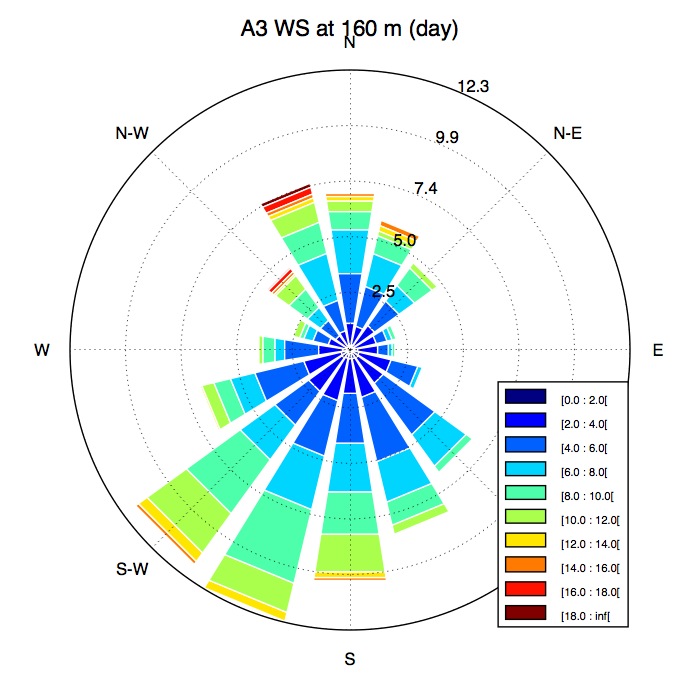 A3 WS at 160 m (day)
N
12.3
9.9
N-W
N-E
7.4
5.0
2.5
W
E
[0.0 : 2.0[
[2.0 : 4.0[
[4.0 : 6.0[
[6.0 : 8.0[
[8.0 : 10.0[
[10.0 : 12.0[
[12.0 : 14.0[
[14.0 : 16.0[
[16.0 : 18.0[
[18.0 : inf[
S-W
S